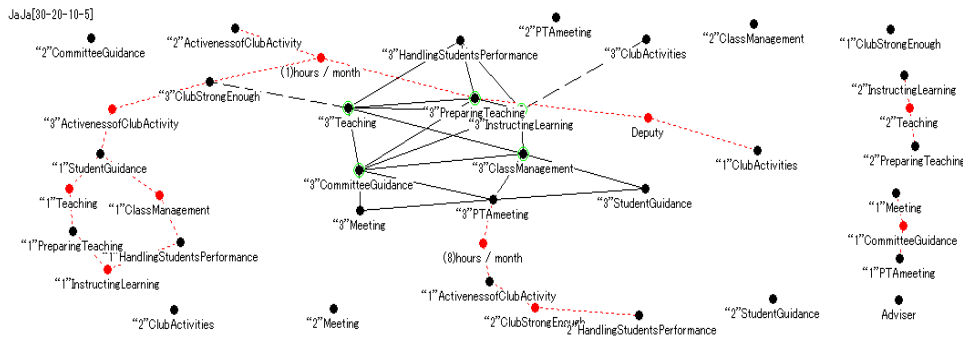 JaJa[30-20-10-5]
“2”PTAmeeting
“2”ActivenessofClubActivity
“2”ClassManagement
“1”ClubStrongEnough
“2”CommitteeGuidance
“3”HandlingStudentsPerformance
“3”ClubActivities
(1)hours / month
“3”ClubStrongEnough
“2”InstructingLearning
“3”PreparingTeaching
“3”ActivenessofClubActivity
“3”Teaching
“3”InstructingLearning
“2”Teaching
Deputy
“1”StudentGuidance
“3”ClassManagement
“1”ClubActivities
“2”PreparingTeaching
“3”CommitteeGuidance
“1”Teaching
“1”ClassManagement
“3”StudentGuidance
“1”Meeting
“3”Meeting
“3”PTAmeeting
“1”PreparingTeaching
“1”HandlingStudentsPerformance
“1”CommitteeGuidance
(8)hours / month
“1”PTAmeeting
“1”InstructingLearning
“1”ActivenessofClubActivity
“2”ClubActivities
“2”Meeting
“2”ClubStrongEnough
“2”HandlingStudentsPerformance
“2”StudentGuidance
Adviser